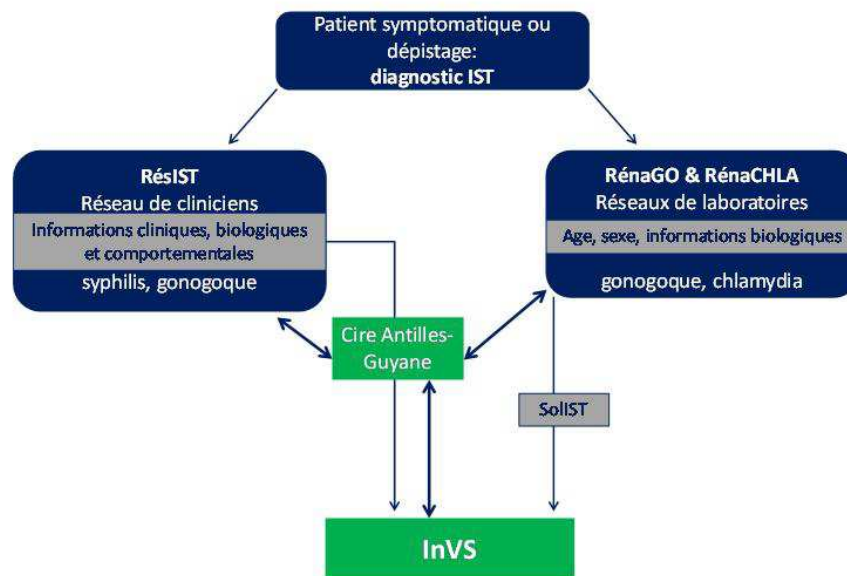 Patient symptomatique ou
dépistage:
diagnostic IST
RésIST
Réseau de cliniciens
Informations cliniques, biologiques
et comportementales
syphilis, gonogoque
RénaGO & RénaCHLA
Réseaux de laboratoires
Age, sexe, informations biologiques
gonogoque, chlamydia
Cire Antilles-
Guyane
SolIST
InVS